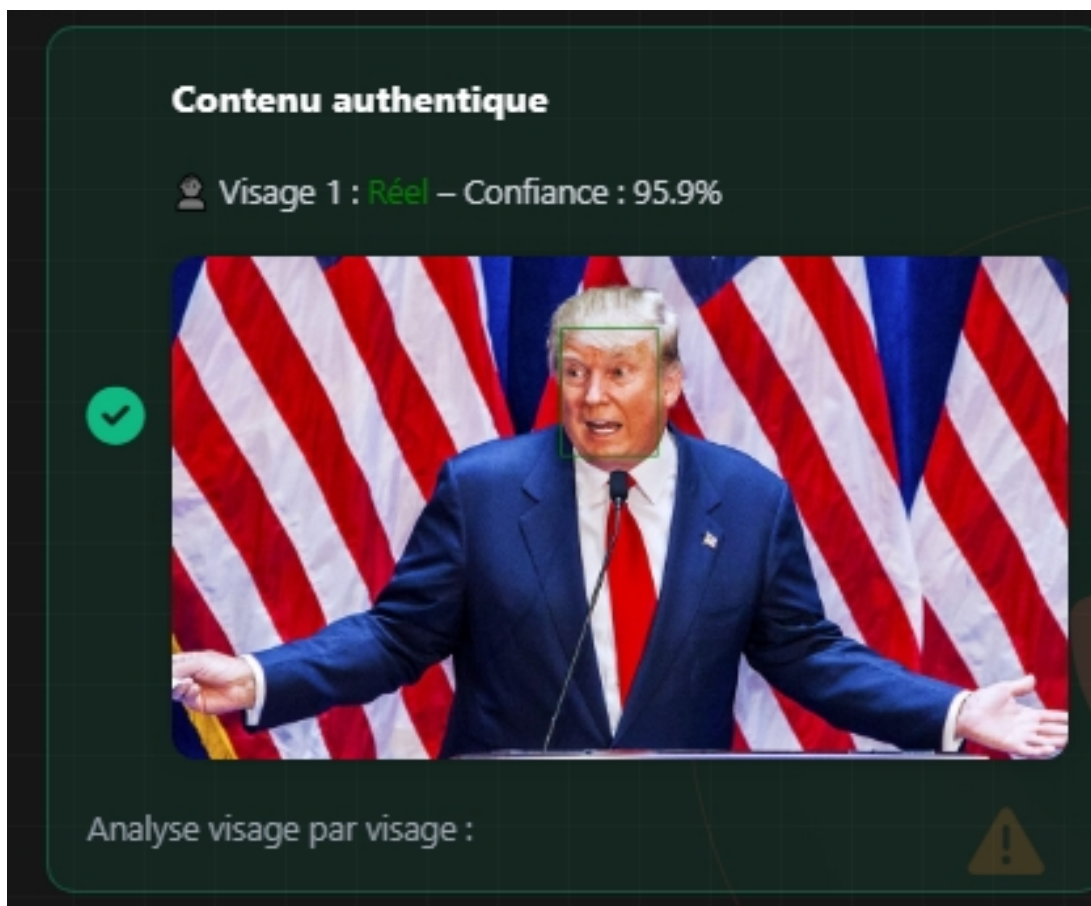 Contenu authentique
Visage 1 : Réel – Confiance : 95.9%
Analyse visage par visage :